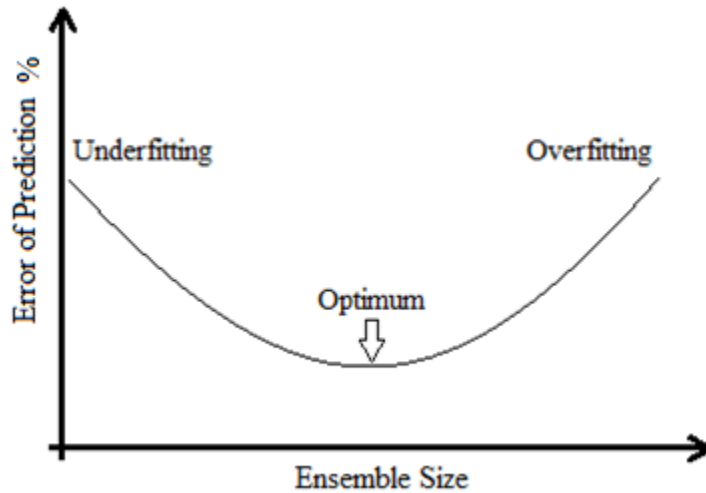 Error of Prediction %
Underfitting
Overfitting
Optimum
Ensemble Size